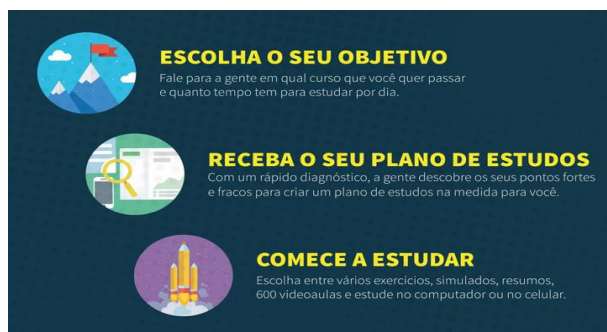 ESCOLHA O SEU OBJETIVO
Fale para a gente em qual curso que você quer passar
e quanto tempo tem para estudar por dia.
RECEBA O SEU PLANO DE ESTUDOS
Com um rápido diagnóstico, a gente descobre os seus pontos fortes
e fracos para criar um plano de estudos na medida para você.
COMECE A ESTUDAR
Escolha entre vários exercícios, simulados, resumos,
600 videoaulas e estude no computador ou no celular.